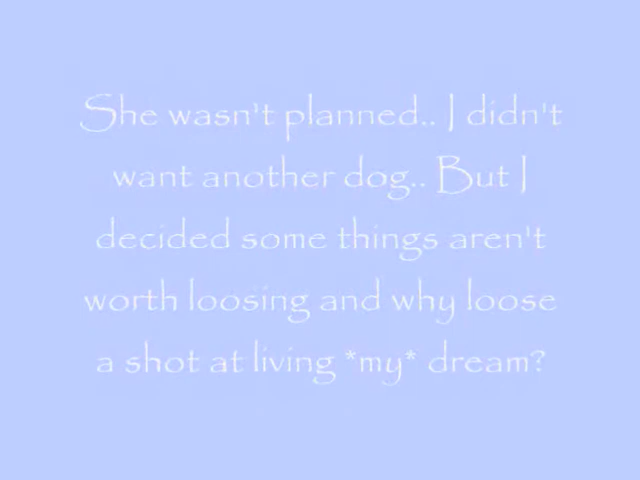 She wasn't planned.. I didn't
want another dog.. But I
decided some things aren't
worth loosing and why loose
a shot at living *my* dream?